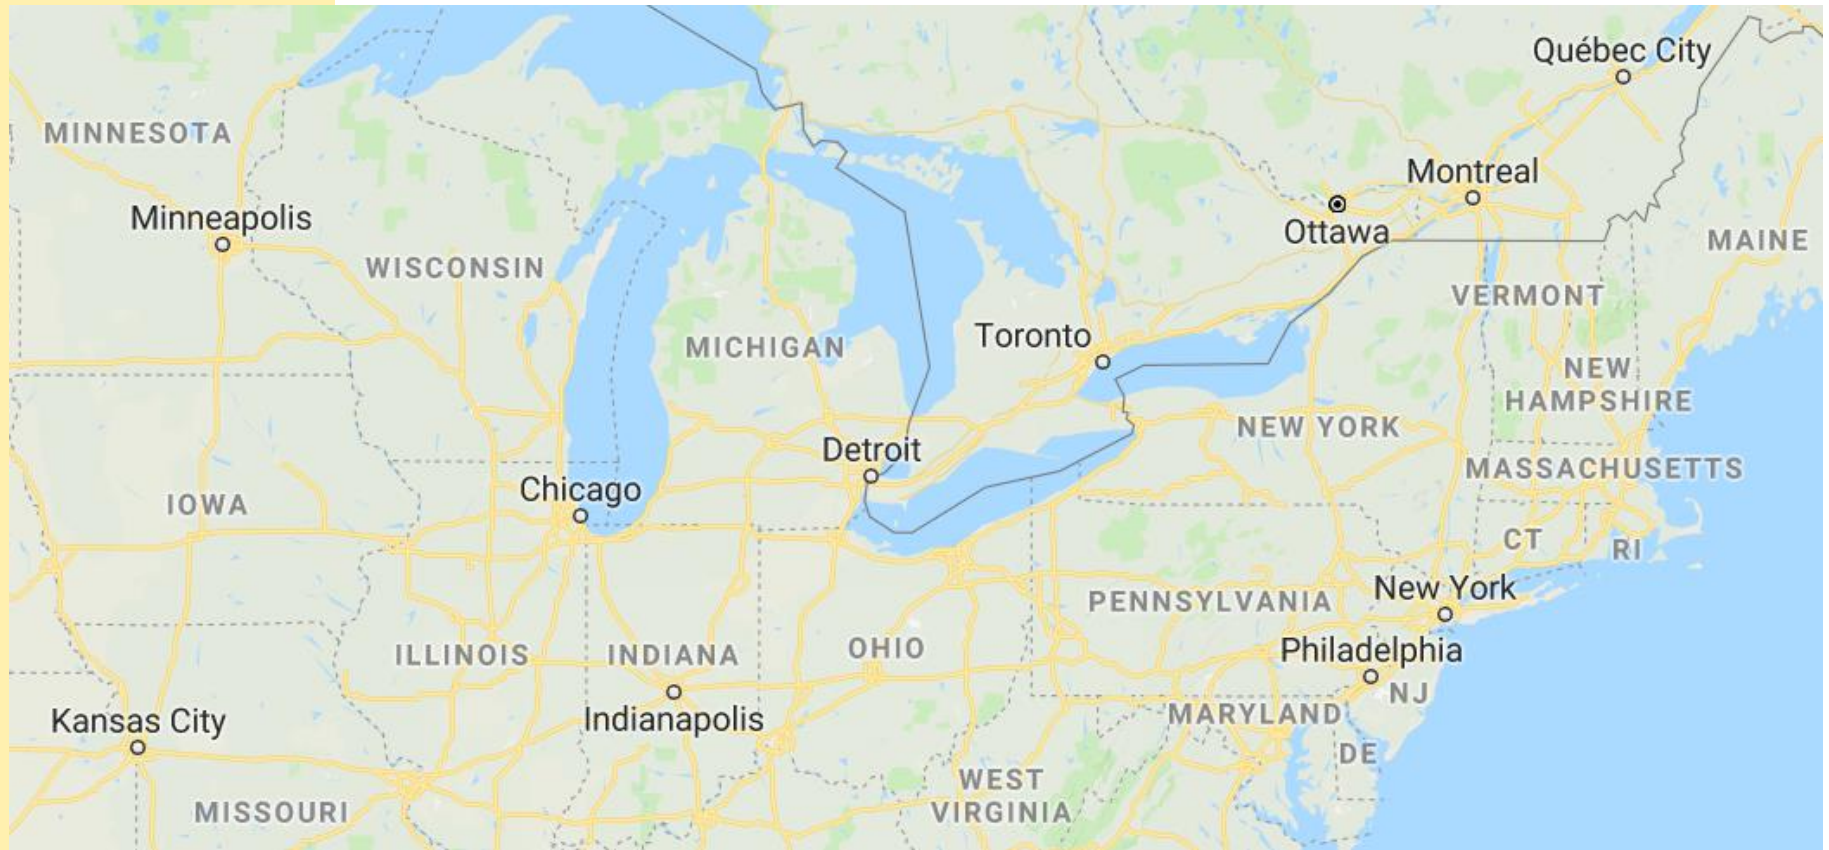 Québec City
MINNESOTA
Montreal
Minneapolis
Ottawa
MAINE
WISCONSIN
VERMONT
Toronto
MICHIGAN
NEW
HAMPSHIRE
NEW YORK
Detroit
MASSACHUSETTS
Chicago
IOWA
CT
RI
New York
PENNSYLVANIA
OHIO
ILLINOIS
INDIANA
Philadelphia
NJ
Indianapolis
Kansas City
MARYLAND
DE
WEST
VIRGINIA
MISSOURI